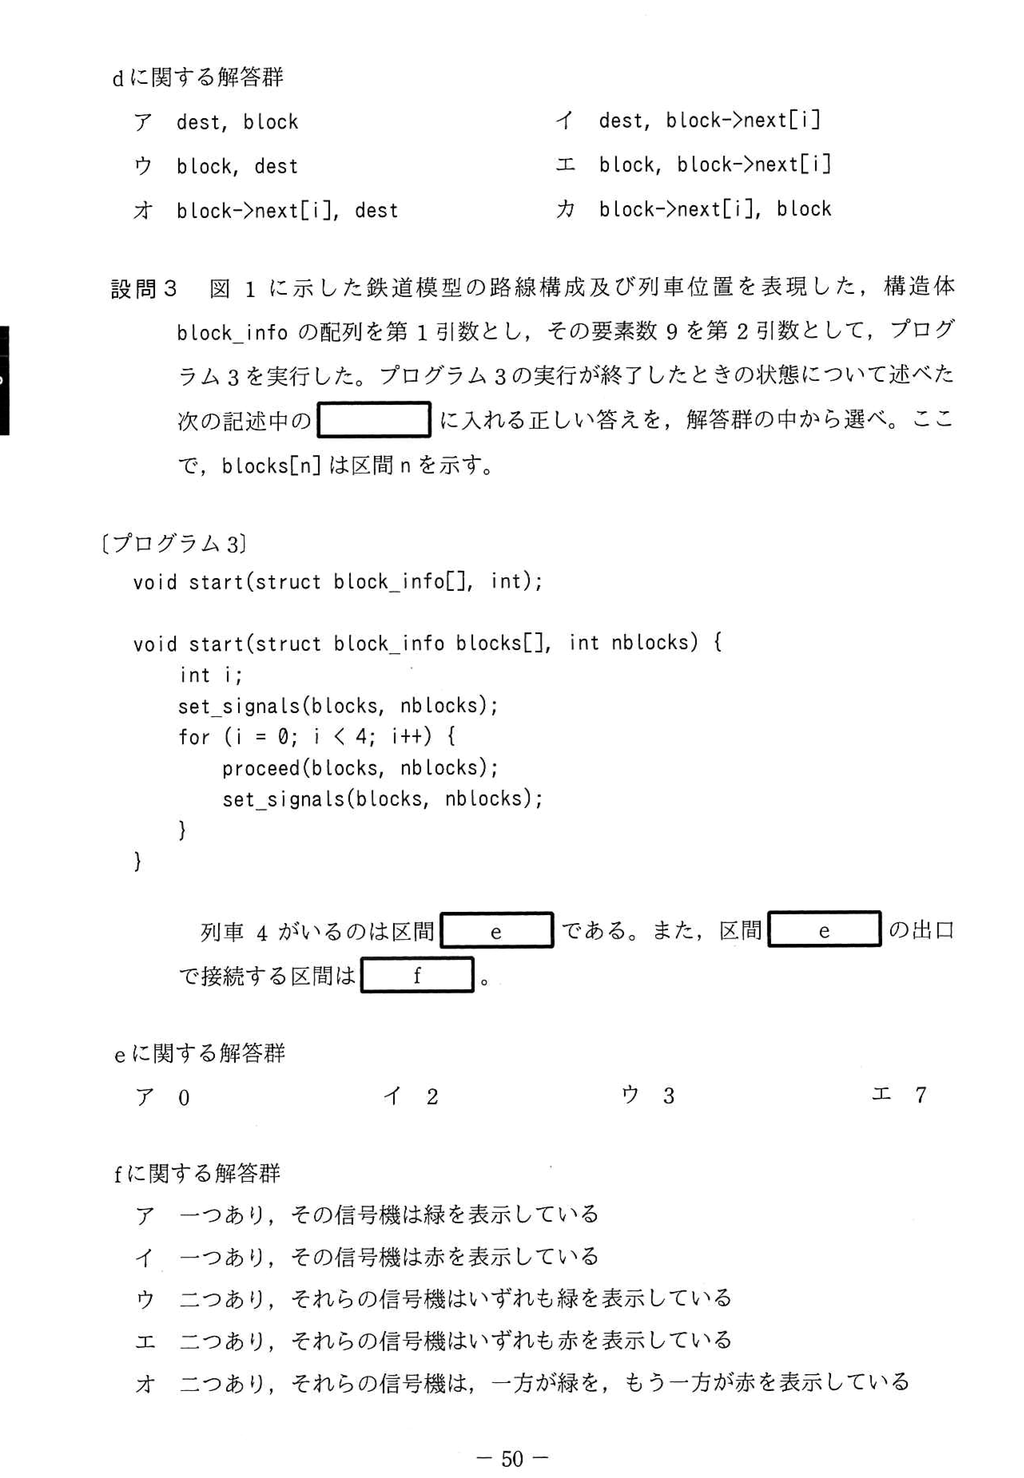 dに関する解答群
ア dest, block
イ dest, block->next[i]
ウ block, dest
エ block, block->next[i]
オ block->next[i], dest
カ block->next[i], block
設問3 図 1 に示した鉄道模型の路線構成及び列車位置を表現した，構造体
block_info の配列を第 1 引数とし，その要素数 9 を第 2 引数として，プログ
ラム 3 を実行した。プログラム 3 の実行が終了したときの状態について述べた
次の記述中の に入れる正しい答えを，解答群の中から選べ。ここ
で，blocks[n] は区間 n を示す。
〔プログラム 3〕
void start(struct block_info[], int);
void start(struct block_info blocks[], int nblocks) {
int i;
set_signals(blocks, nblocks);
for (i = 0; i < 4; i++) {
proceed(blocks, nblocks);
set_signals(blocks, nblocks);
}
}
列車 4 がいるのは区間 e である。また，区間 e の出口
で接続する区間は f 。
eに関する解答群
ア 0 イ 2 ウ 3 エ 7
fに関する解答群
ア 一つあり，その信号機は緑を表示している
イ 一つあり，その信号機は赤を表示している
ウ 二つあり，それらの信号機はいずれも緑を表示している
エ 二つあり，それらの信号機はいずれも赤を表示している
オ 二つあり，それらの信号機は，一方が緑を，もう一方が赤を表示している
－ 50 －